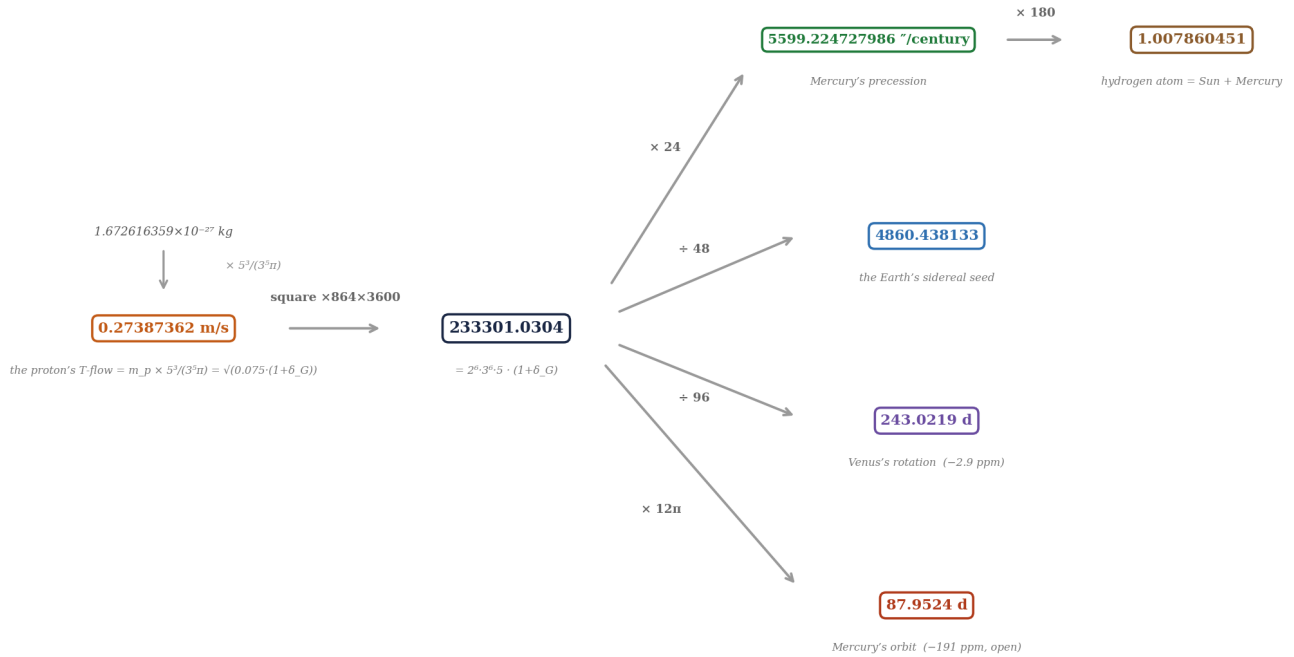 × 180
5599.224727986 ″/century
1.007860451
Mercury’s precession
hydrogen atom = Sun + Mercury
× 24
1.672616359×10⁻²⁷ kg
× 5³/(3⁵π)
÷ 48
4860.438133
the Earth’s sidereal seed
square ×864×3600
0.27387362 m/s
233301.0304
the proton’s T-flow = m_p × 5³/(3⁵π) = √(0.075·(1+δ_G))
= 2⁶·3⁶·5 · (1+δ_G)
÷ 96
243.0219 d
Venus’s rotation (−2.9 ppm)
× 12π
87.9524 d
Mercury’s orbit (−191 ppm, open)